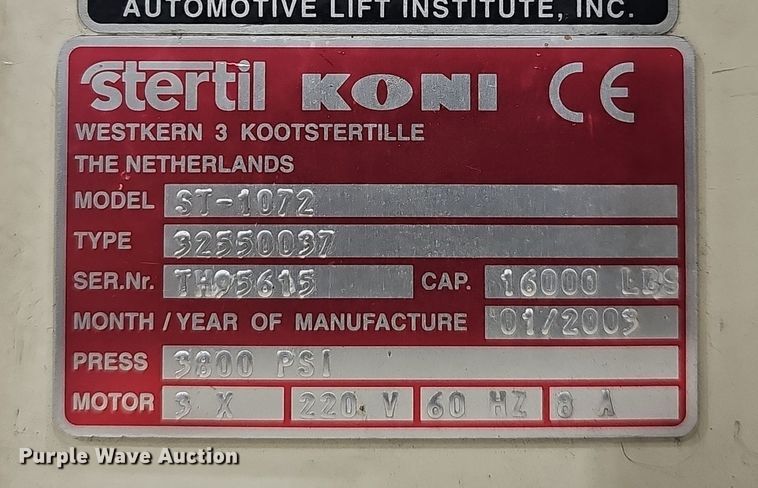 AUTOMOTIVE LIFT INSTITUTE, INC.
stertil KONI CE
WESTKERN 3 KOOTSTERTILLE
THE NETHERLANDS
MODEL ST-1072
TYPE 32550037
SER.Nr. TH95615 CAP. 16000 LBS
MONTH / YEAR OF MANUFACTURE 01/2003
PRESS 3800 PSI
MOTOR 3 X 220 V 60 HZ 8 A
Purple Wave Auction